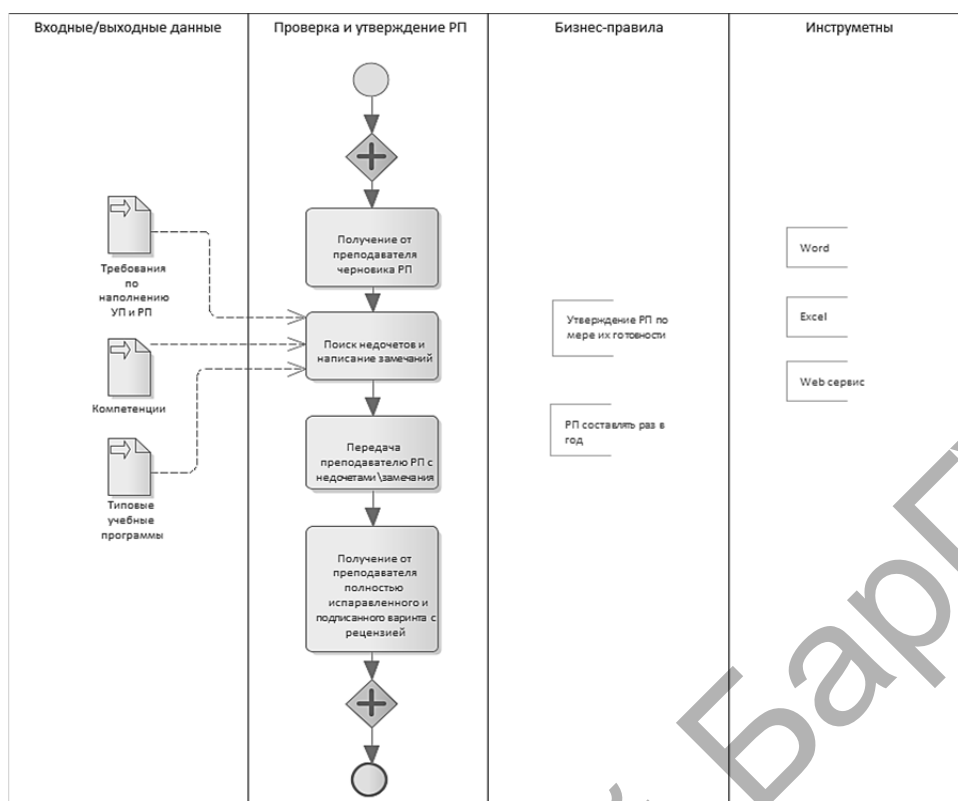 Входные/выходные данные
Проверка и утверждение РП
Бизнес-правила
Инструметны
Требования
по
наполнению
УП и РП
Компетенции
Типовые
учебные
программы
Получение от
преподавателя
черновика РП
Поиск недочетов и
написание замечаний
Передача
преподавателю РП с
недочетами\замечания
Получение от
преподавателя
полностью
испаравленного и
подписанного варинта с
рецензией
Утверждение РП по
мере их готовности
РП составлять раз в
год
Word
Excel
Web сервис